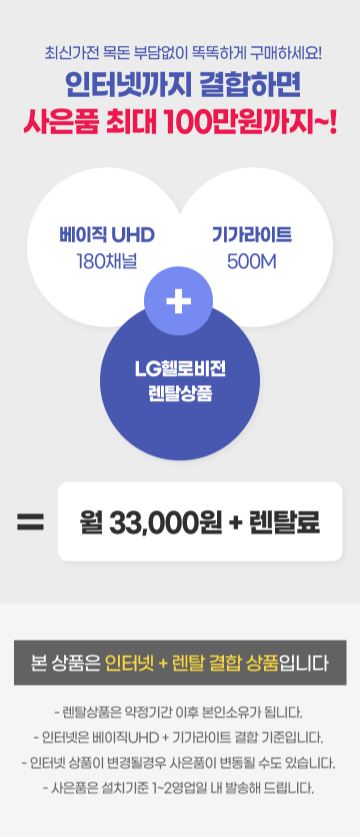 최신가전 목돈 부담없이 똑똑하게 구매하세요!
인터넷까지 결합하면
사은품 최대 100만원까지~!
베이직 UHD
180채널
기가라이트
500M
+
LG헬로비전
렌탈상품
= 월 33,000원 + 렌탈료
본 상품은 인터넷 + 렌탈 결합 상품입니다
- 렌탈상품은 약정기간 이후 본인소유가 됩니다.
- 인터넷은 베이직UHD + 기가라이트 결합 기준입니다.
- 인터넷 상품이 변경될경우 사은품이 변동될 수도 있습니다.
- 사은품은 설치기준 1~2영업일 내 발송해 드립니다.